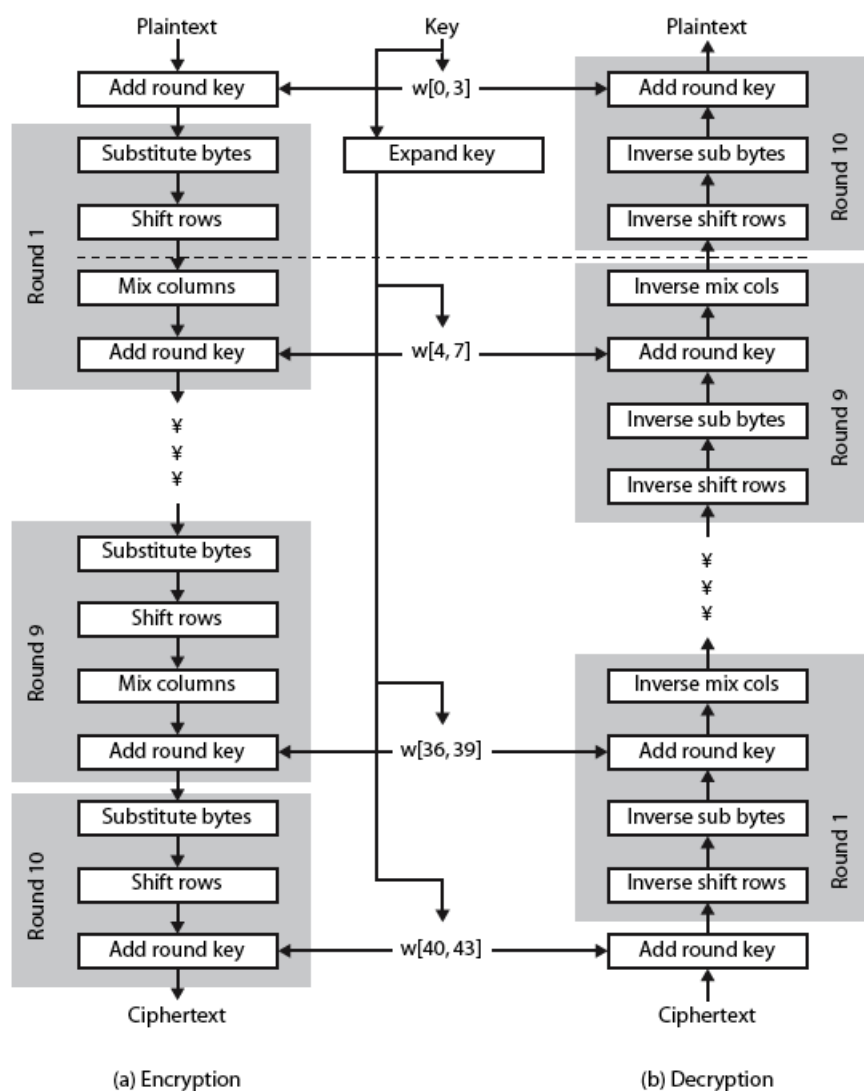 Plaintext
Add round key
Round 1
Substitute bytes
Shift rows
Mix columns
Add round key
¥
¥
¥
Round 9
Substitute bytes
Shift rows
Mix columns
Add round key
Round 10
Substitute bytes
Shift rows
Add round key
Ciphertext
(a) Encryption
Key
w[0, 3]
Expand key
w[4, 7]
w[36, 39]
w[40, 43]
Plaintext
Add round key
Inverse sub bytes
Inverse shift rows
Round 10
Inverse mix cols
Add round key
Inverse sub bytes
Inverse shift rows
Round 9
¥
¥
¥
Inverse mix cols
Add round key
Inverse sub bytes
Inverse shift rows
Round 1
Add round key
Ciphertext
(b) Decryption